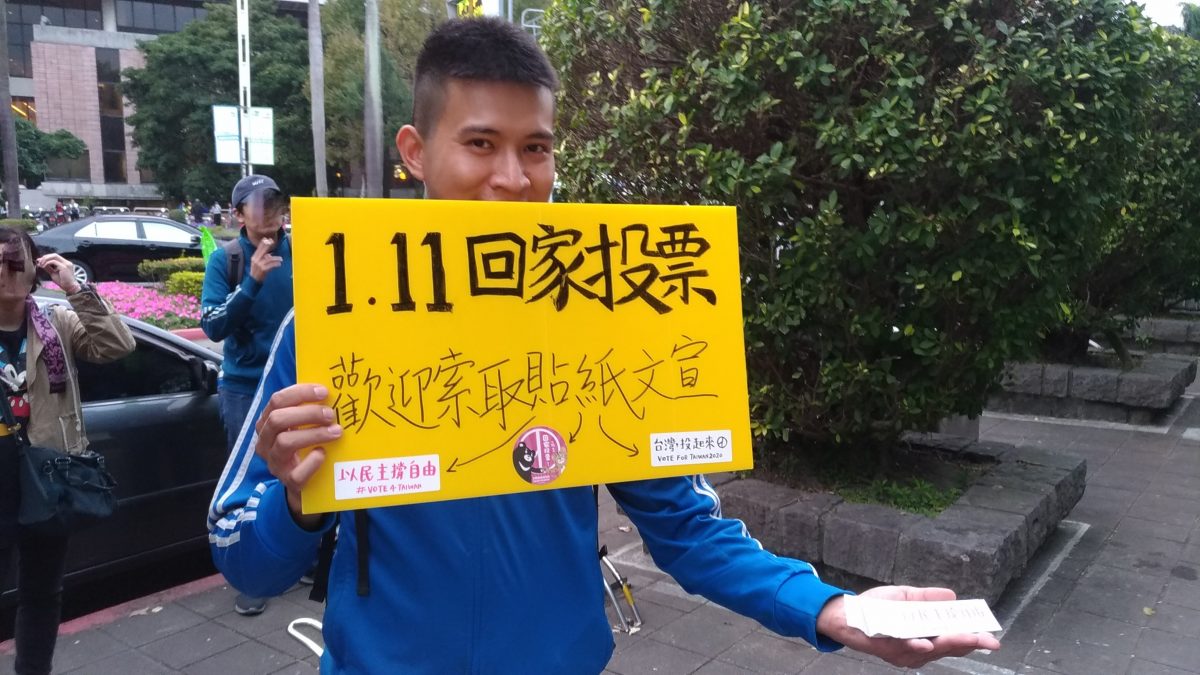 1.11回家投票
歡迎索取貼紙文宣
以民主撐自由
#VOTE4TAIWAN
台灣,投起來
VOTE FOR TAIWAN2020